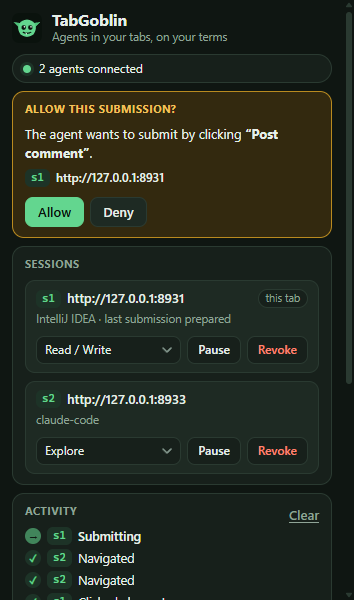 TabGoblin
Agents in your tabs, on your terms
2 agents connected
ALLOW THIS SUBMISSION?
The agent wants to submit by clicking “Post
comment”.
s1 http://127.0.0.1:8931
Allow Deny
SESSIONS
s1 http://127.0.0.1:8931 this tab
IntelliJ IDEA · last submission prepared
Read / Write Pause Revoke
s2 http://127.0.0.1:8933
claude-code
Explore Pause Revoke
ACTIVITY Clear
s1 Submitting
s2 Navigated
s2 Navigated